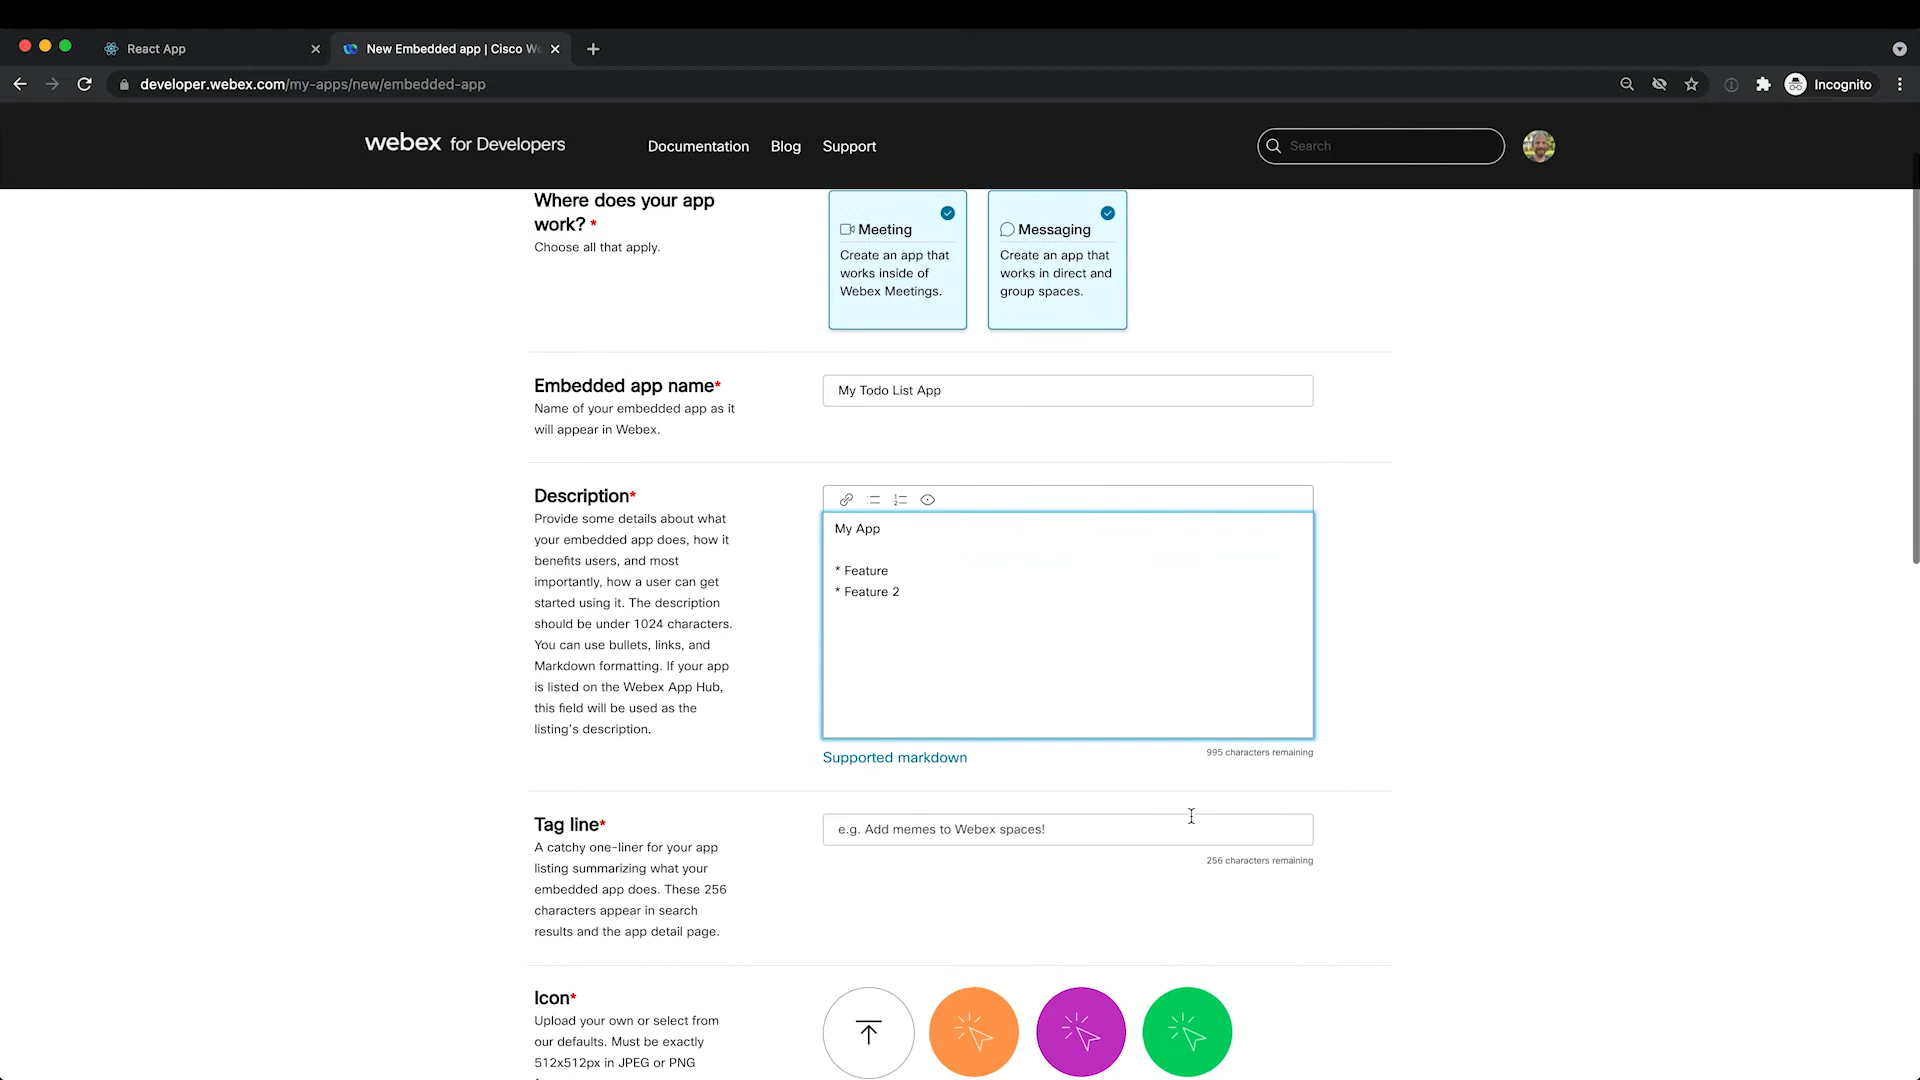 React App
New Embedded app | Cisco We
developer.webex.com/my-apps/new/embedded-app
Incognito
webex for Developers
Documentation
Blog
Support
Search
Where does your app
work? *
Choose all that apply.
Meeting
Create an app that
works inside of
Webex Meetings.
Messaging
Create an app that
works in direct and
group spaces.
Embedded app name*
Name of your embedded app as it
will appear in Webex.
My Todo List App
Description*
Provide some details about what
your embedded app does, how it
benefits users, and most
importantly, how a user can get
started using it. The description
should be under 1024 characters.
You can use bullets, links, and
Markdown formatting. If your app
is listed on the Webex App Hub,
this field will be used as the
listing's description.
My App
* Feature
* Feature 2
Supported markdown
995 characters remaining
Tag line*
A catchy one-liner for your app
listing summarizing what your
embedded app does. These 256
characters appear in search
results and the app detail page.
e.g. Add memes to Webex spaces!
256 characters remaining
Icon*
Upload your own or select from
our defaults. Must be exactly
512x512px in JPEG or PNG